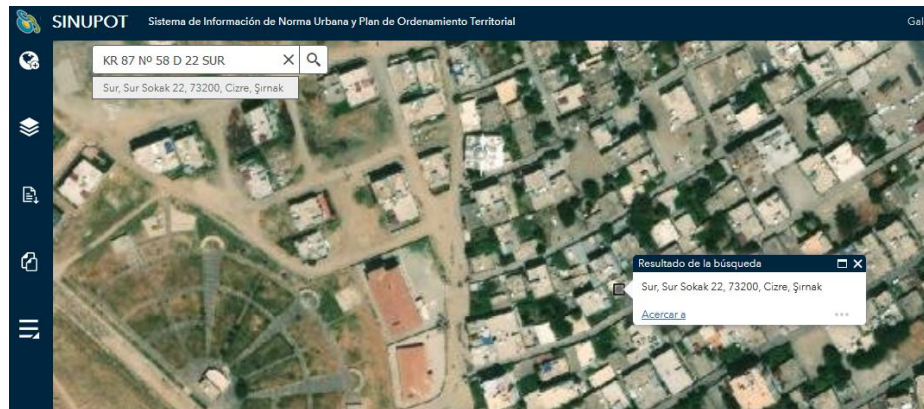 SINUPOT Sistema de Información de Norma Urbana y Plan de Ordenamiento Territorial Gal
KR 87 Nº 58 D 22 SUR
Sur, Sur Sokak 22, 73200, Cizre, Şırnak
Resultado de la búsqueda
Sur, Sur Sokak 22, 73200, Cizre, Şırnak
Acercar a